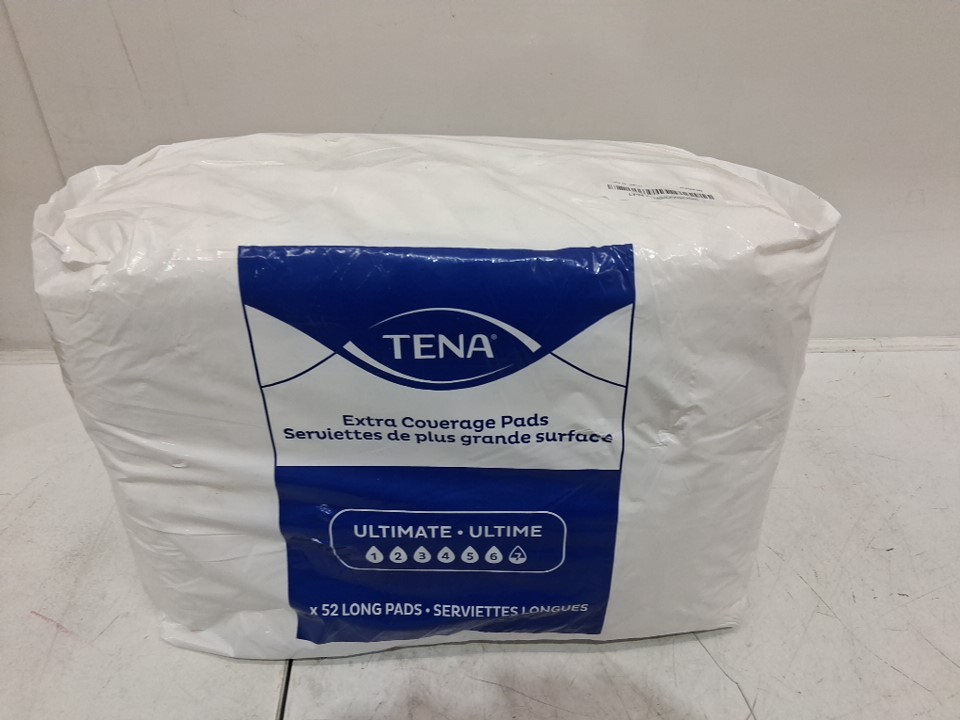 TENA®
Extra Coverage Pads
Serviettes de plus grande surface
ULTIMATE • ULTIME
1 2 3 4 5 6 7
x 52 LONG PADS • SERVIETTES LONGUES